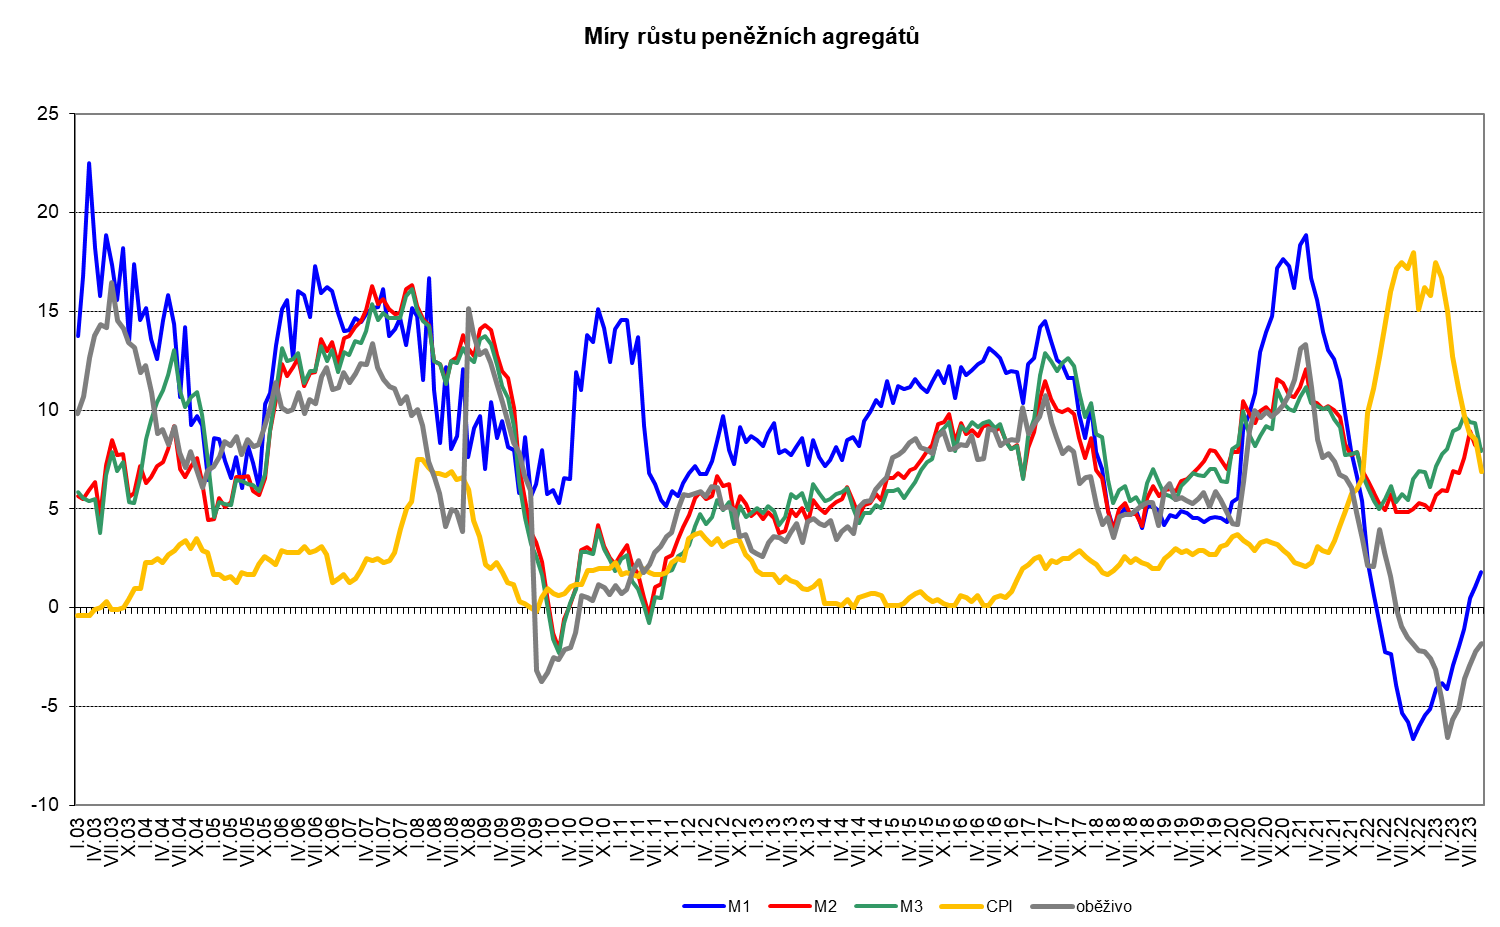 Míry růstu peněžních agregátů
25
20
15
10
5
0
-5
-10
I.03 IV.03 VII.03 X.03 I.04 IV.04 VII.04 X.04 I.05 IV.05 VII.05 X.05 I.06 IV.06 VII.06 X.06 I.07 IV.07 VII.07 X.07 I.08 IV.08 VII.08 X.08 I.09 IV.09 VII.09 X.09 I.10 IV.10 VII.10 X.10 I.11 IV.11 VII.11 X.11 I.12 IV.12 VII.12 X.12 I.13 IV.13 VII.13 X.13 I.14 IV.14 VII.14 X.14 I.15 IV.15 VII.15 X.15 I.16 IV.16 VII.16 X.16 I.17 IV.17 VII.17 X.17 I.18 IV.18 VII.18 X.18 I.19 IV.19 VII.19 X.19 I.20 IV.20 VII.20 X.20 I.21 IV.21 VII.21 X.21 I.22 IV.22 VII.22 X.22 I.23 IV.23 VII.23
M1 M2 M3 CPI oběživo